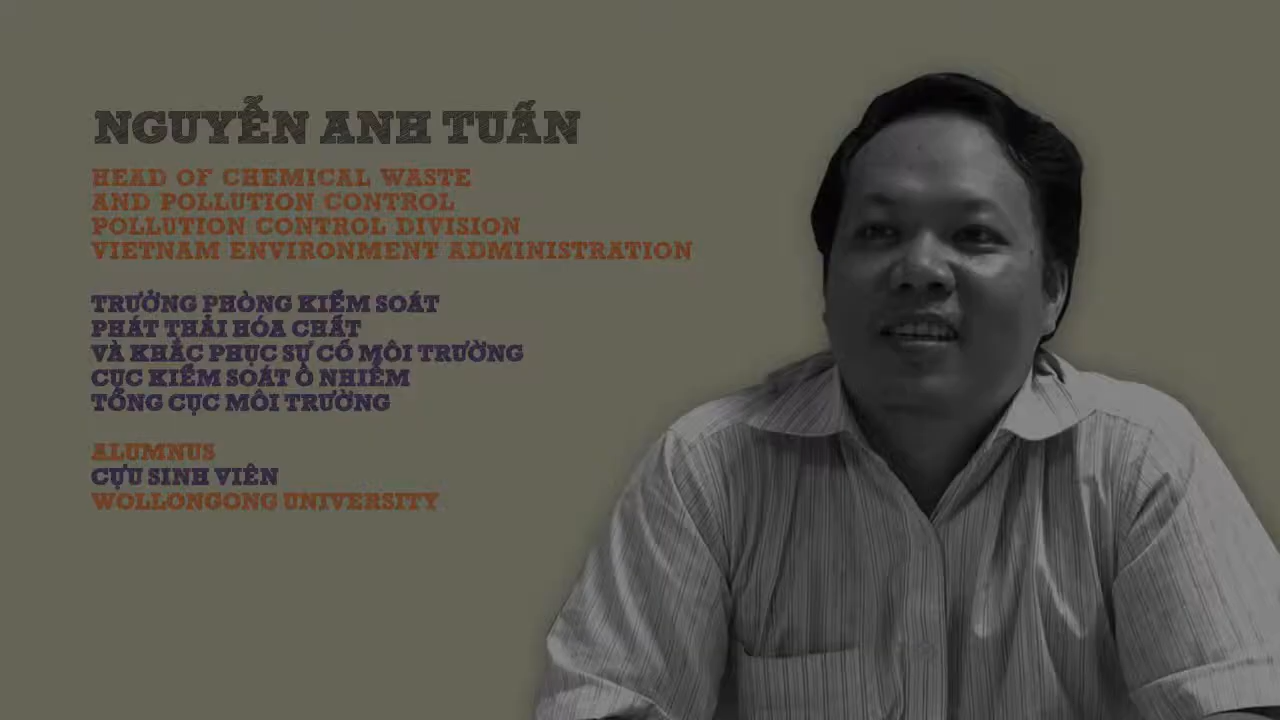 NGUYỄN ANH TUẤN
HEAD OF CHEMICAL WASTE
AND POLLUTION CONTROL
POLLUTION CONTROL DIVISION
VIETNAM ENVIRONMENT ADMINISTRATION
TRƯỞNG PHÒNG KIỂM SOÁT
PHÁT THẢI HÓA CHẤT
VÀ KHẮC PHỤC SỰ CỐ MÔI TRƯỜNG
CỤC KIỂM SOÁT Ô NHIỄM
TỔNG CỤC MÔI TRƯỜNG
ALUMNUS
CỰU SINH VIÊN
WOLLONGONG UNIVERSITY